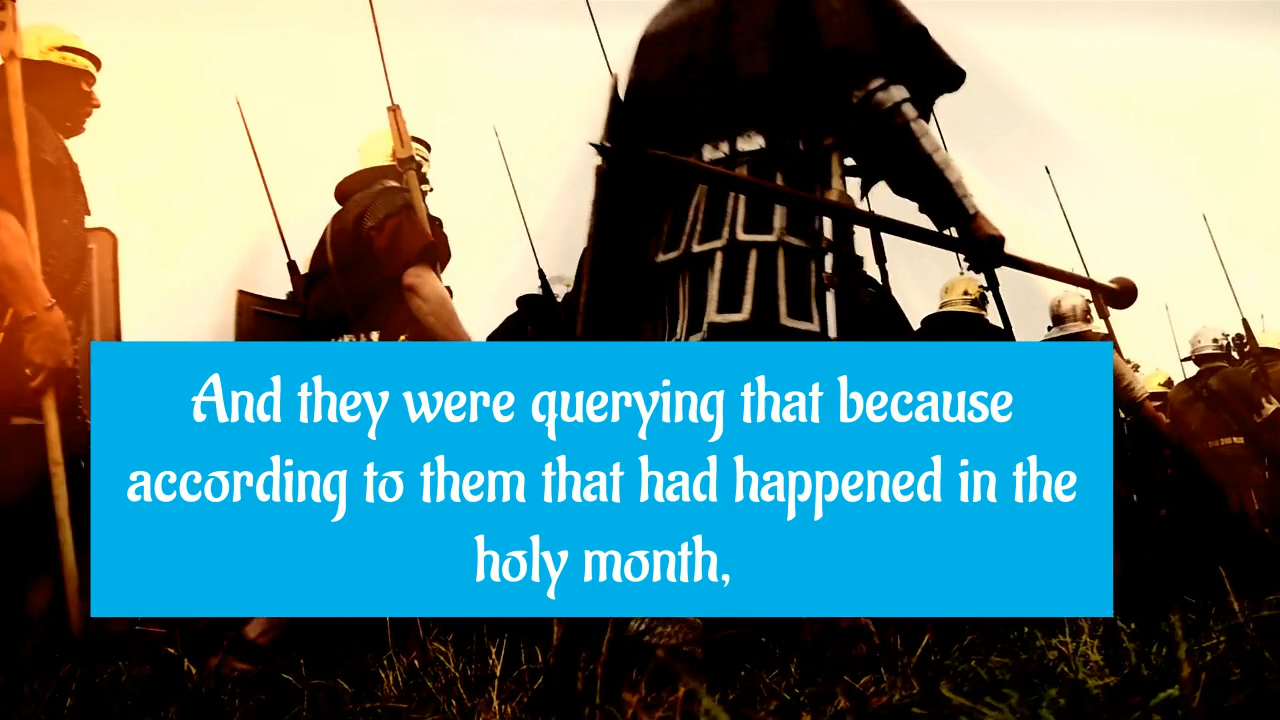 And they were querying that because
according to them that had happened in the
holy month,